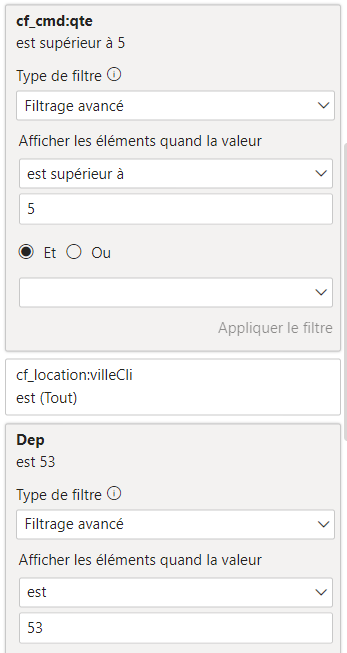 cf_cmd:qte
est supérieur à 5
Type de filtre
Filtrage avancé
Afficher les éléments quand la valeur
est supérieur à
5
Et Ou
Appliquer le filtre
cf_location:villeCli
est (Tout)
Dep
est 53
Type de filtre
Filtrage avancé
Afficher les éléments quand la valeur
est
53